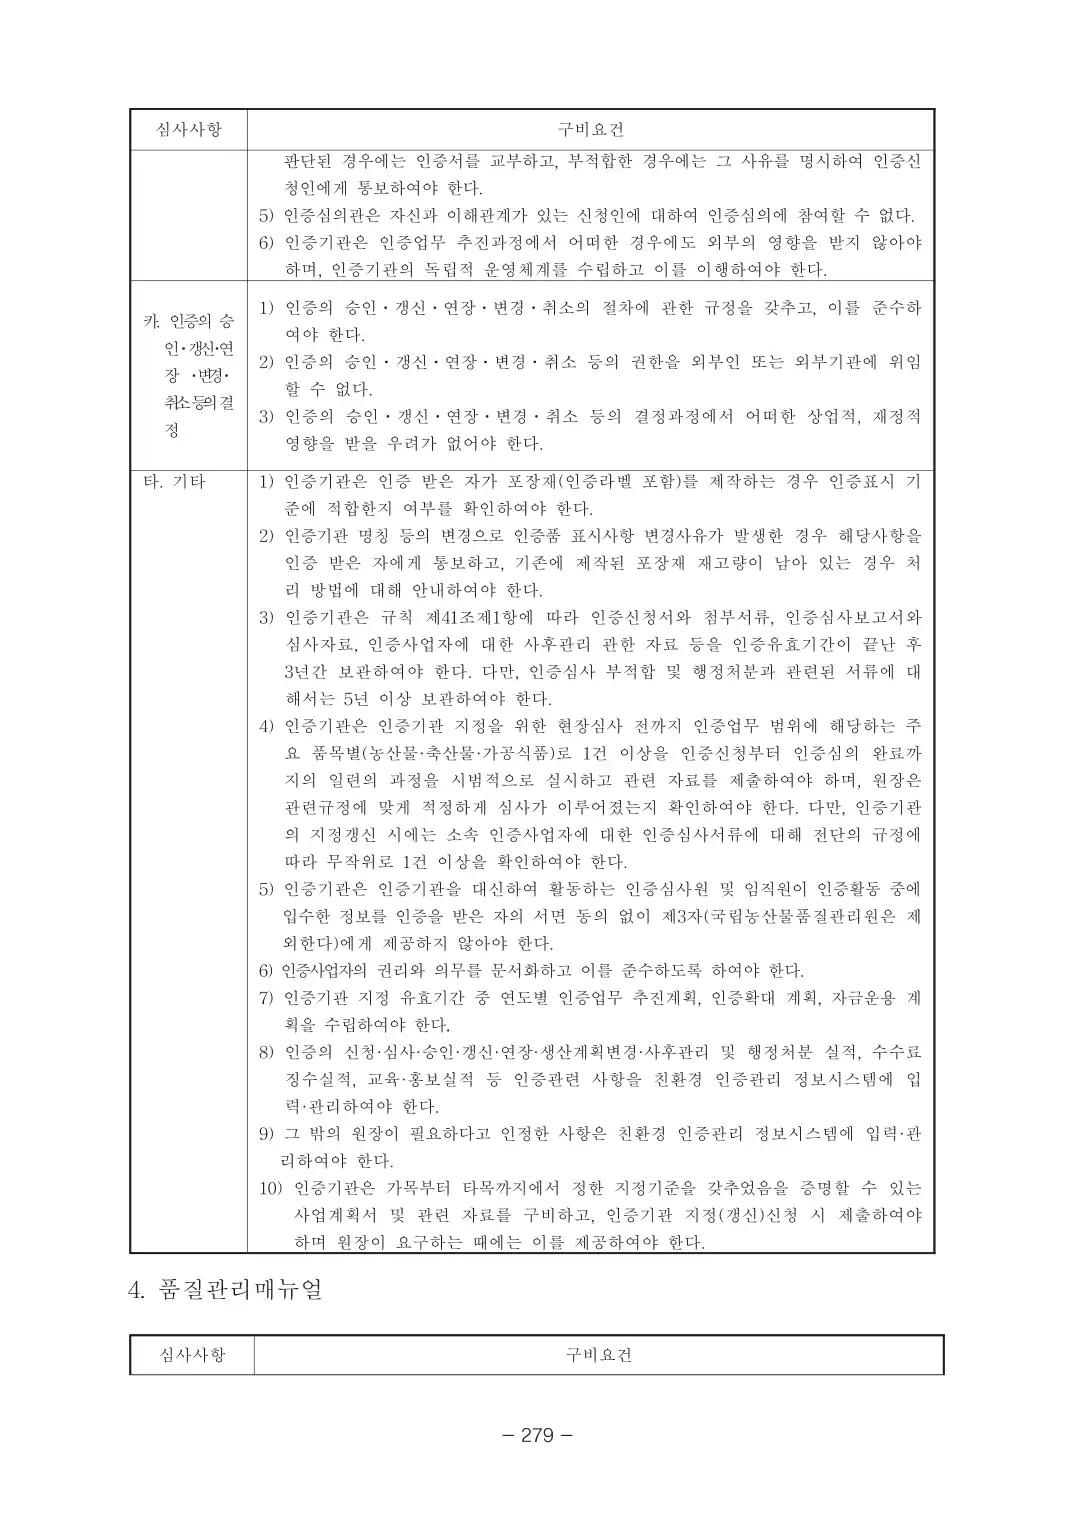 심사사항 구비요건
판단된 경우에는 인증서를 교부하고, 부적합한 경우에는 그 사유를 명시하여 인증신
청인에게 통보하여야 한다.
5) 인증심의관은 자신과 이해관계가 있는 신청인에 대하여 인증심의에 참여할 수 없다.
6) 인증기관은 인증업무 추진과정에서 어떠한 경우에도 외부의 영향을 받지 않아야
하며, 인증기관의 독립적 운영체계를 수립하고 이를 이행하여야 한다.
카. 인증의 승
인·갱신·연
장 ·변경·
취소 등의 결
정
1) 인증의 승인·갱신·연장·변경·취소의 절차에 관한 규정을 갖추고, 이를 준수하
여야 한다.
2) 인증의 승인·갱신·연장·변경·취소 등의 권한을 외부인 또는 외부기관에 위임
할 수 없다.
3) 인증의 승인·갱신·연장·변경·취소 등의 결정과정에서 어떠한 상업적, 재정적
영향을 받을 우려가 없어야 한다.
타. 기타
1) 인증기관은 인증 받은 자가 포장재(인증라벨 포함)를 제작하는 경우 인증표시 기
준에 적합한지 여부를 확인하여야 한다.
2) 인증기관 명칭 등의 변경으로 인증품 표시사항 변경사유가 발생한 경우 해당사항을
인증 받은 자에게 통보하고, 기존에 제작된 포장재 재고량이 남아 있는 경우 처
리 방법에 대해 안내하여야 한다.
3) 인증기관은 규칙 제41조제1항에 따라 인증신청서와 첨부서류, 인증심사보고서와
심사자료, 인증사업자에 대한 사후관리 관한 자료 등을 인증유효기간이 끝난 후
3년간 보관하여야 한다. 다만, 인증심사 부적합 및 행정처분과 관련된 서류에 대
해서는 5년 이상 보관하여야 한다.
4) 인증기관은 인증기관 지정을 위한 현장심사 전까지 인증업무 범위에 해당하는 주
요 품목별(농산물·축산물·가공식품)로 1건 이상을 인증신청부터 인증심의 완료까
지의 일련의 과정을 시범적으로 실시하고 관련 자료를 제출하여야 하며, 원장은
관련규정에 맞게 적정하게 심사가 이루어졌는지 확인하여야 한다. 다만, 인증기관
의 지정갱신 시에는 소속 인증사업자에 대한 인증심사서류에 대해 전단의 규정에
따라 무작위로 1건 이상을 확인하여야 한다.
5) 인증기관은 인증기관을 대신하여 활동하는 인증심사원 및 임직원이 인증활동 중에
입수한 정보를 인증을 받은 자의 서면 동의 없이 제3자(국립농산물품질관리원은 제
외한다)에게 제공하지 않아야 한다.
6) 인증사업자의 권리와 의무를 문서화하고 이를 준수하도록 하여야 한다.
7) 인증기관 지정 유효기간 중 연도별 인증업무 추진계획, 인증확대 계획, 자금운용 계
획을 수립하여야 한다.
8) 인증의 신청·심사·승인·갱신·연장·생산계획변경·사후관리 및 행정처분 실적, 수수료
징수실적, 교육·홍보실적 등 인증관련 사항을 친환경 인증관리 정보시스템에 입
력·관리하여야 한다.
9) 그 밖의 원장이 필요하다고 인정한 사항은 친환경 인증관리 정보시스템에 입력·관
리하여야 한다.
10) 인증기관은 가목부터 타목까지에서 정한 지정기준을 갖추었음을 증명할 수 있는
사업계획서 및 관련 자료를 구비하고, 인증기관 지정(갱신)신청 시 제출하여야
하며 원장이 요구하는 때에는 이를 제공하여야 한다.
4. 품질관리매뉴얼
심사사항 구비요건
- 279 -